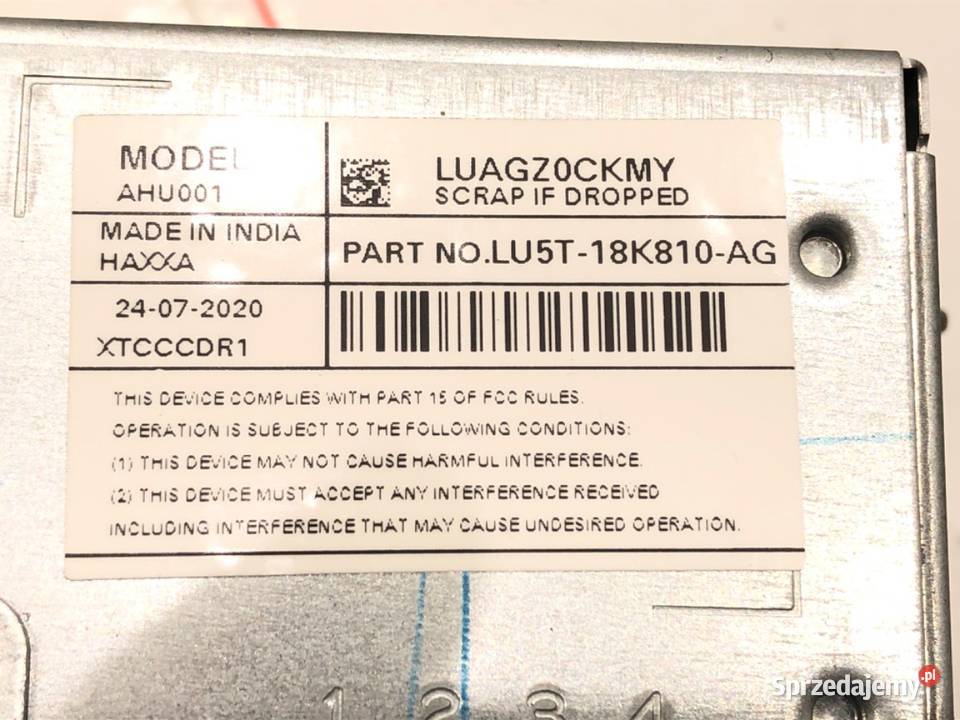 MODEL
AHU001
LUAGZ0CKMY
SCRAP IF DROPPED
MADE IN INDIA
HAXXA
PART NO.LU5T-18K810-AG
24-07-2020
XTCCCDR1
THIS DEVICE COMPLIES WITH PART 15 OF FCC RULES.
OPERATION IS SUBJECT TO THE FOLLOWING CONDITIONS:
(1) THIS DEVICE MAY NOT CAUSE HARMFUL INTERFERENCE.
(2) THIS DEVICE MUST ACCEPT ANY INTERFERENCE RECEIVED
INCLUDING INTERFERENCE THAT MAY CAUSE UNDESIRED OPERATION.
1 2 3 4
Sprzedajemy.pl